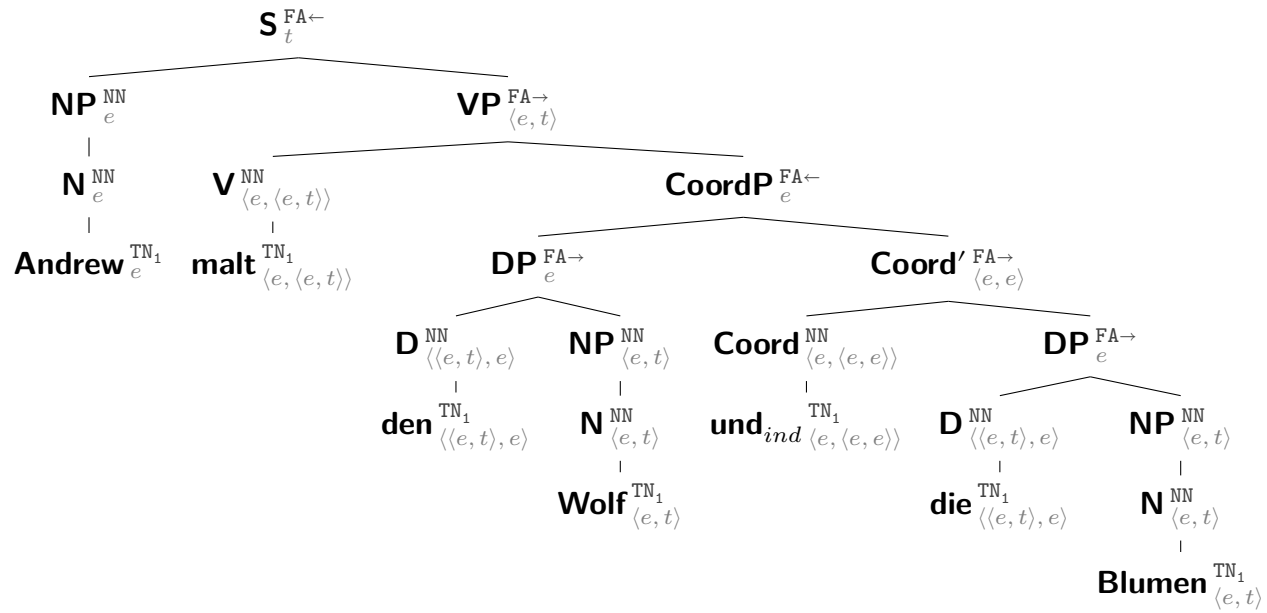 S FA← t
NP NN e VP FA→ ⟨e, t⟩
N NN e V NN ⟨e, ⟨e, t⟩⟩ CoordP FA← e
Andrew TN₁ e malt TN₁ ⟨e, ⟨e, t⟩⟩ DP FA→ e Coord′ FA→ ⟨e, e⟩
D NN ⟨⟨e, t⟩, e⟩ NP NN ⟨e, t⟩ Coord NN ⟨e, ⟨e, e⟩⟩ DP FA→ e
den TN₁ ⟨⟨e, t⟩, e⟩ N NN ⟨e, t⟩ und ind TN₁ ⟨e, ⟨e, e⟩⟩ D NN ⟨⟨e, t⟩, e⟩ NP NN ⟨e, t⟩
Wolf TN₁ ⟨e, t⟩ die TN₁ ⟨⟨e, t⟩, e⟩ N NN ⟨e, t⟩
Blumen TN₁ ⟨e, t⟩